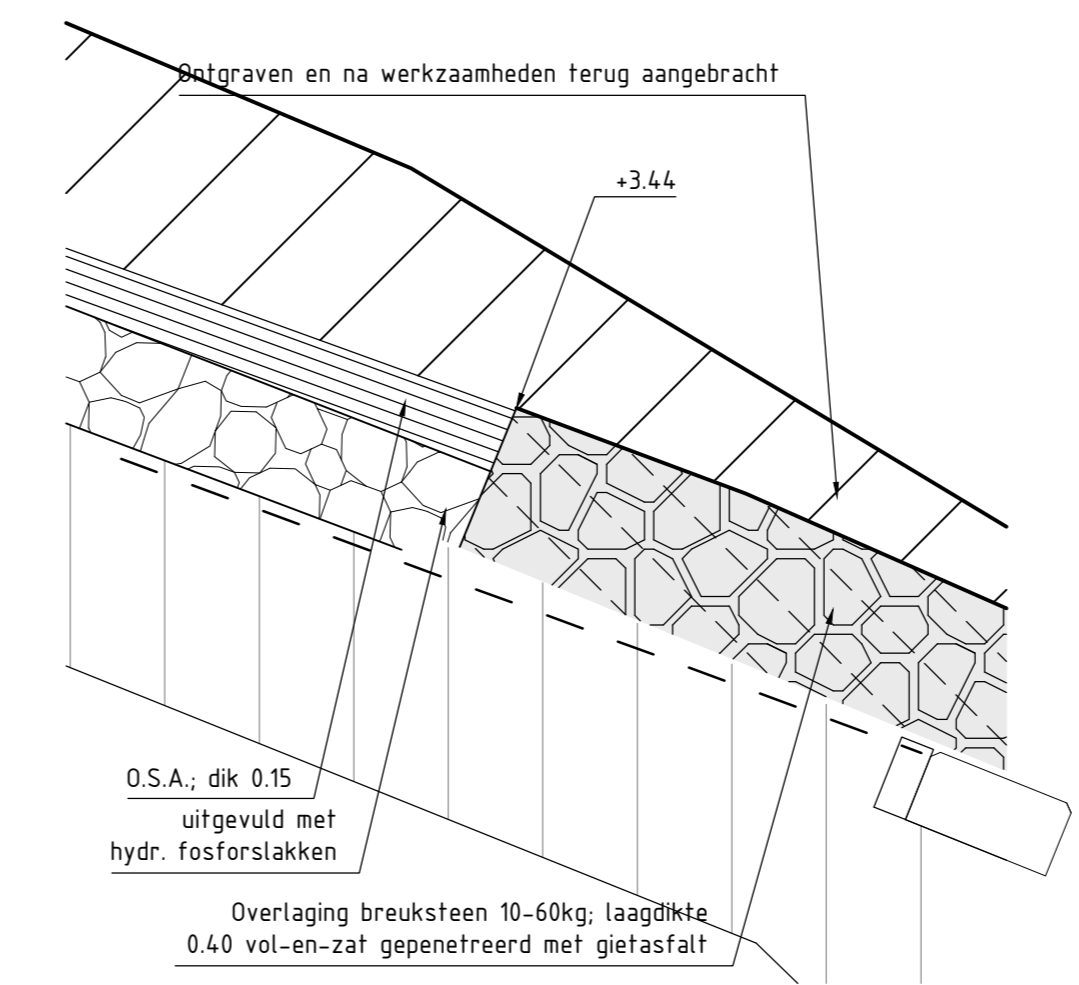 Ontgraven en na werkzaamheden terug aangebracht
+3.44
O.S.A.; dik 0.15
uitgevuld met
hydr. fosforslakken
Overlaging breuksteen 10-60kg; laagdikte
0.40 vol-en-zat gepenetreerd met gietasfalt